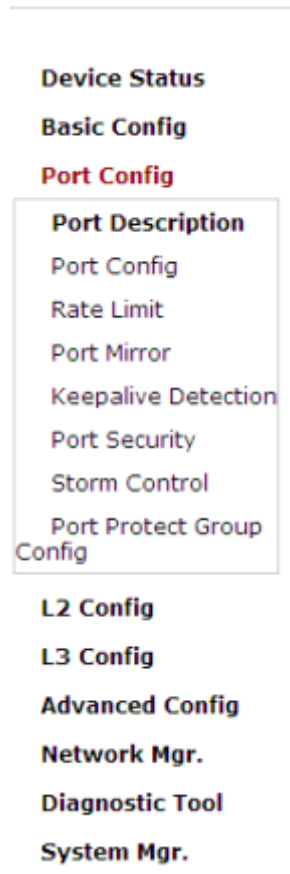 Device Status
Basic Config
Port Config
Port Description
Port Config
Rate Limit
Port Mirror
Keepalive Detection
Port Security
Storm Control
Port Protect Group
Config
L2 Config
L3 Config
Advanced Config
Network Mgr.
Diagnostic Tool
System Mgr.